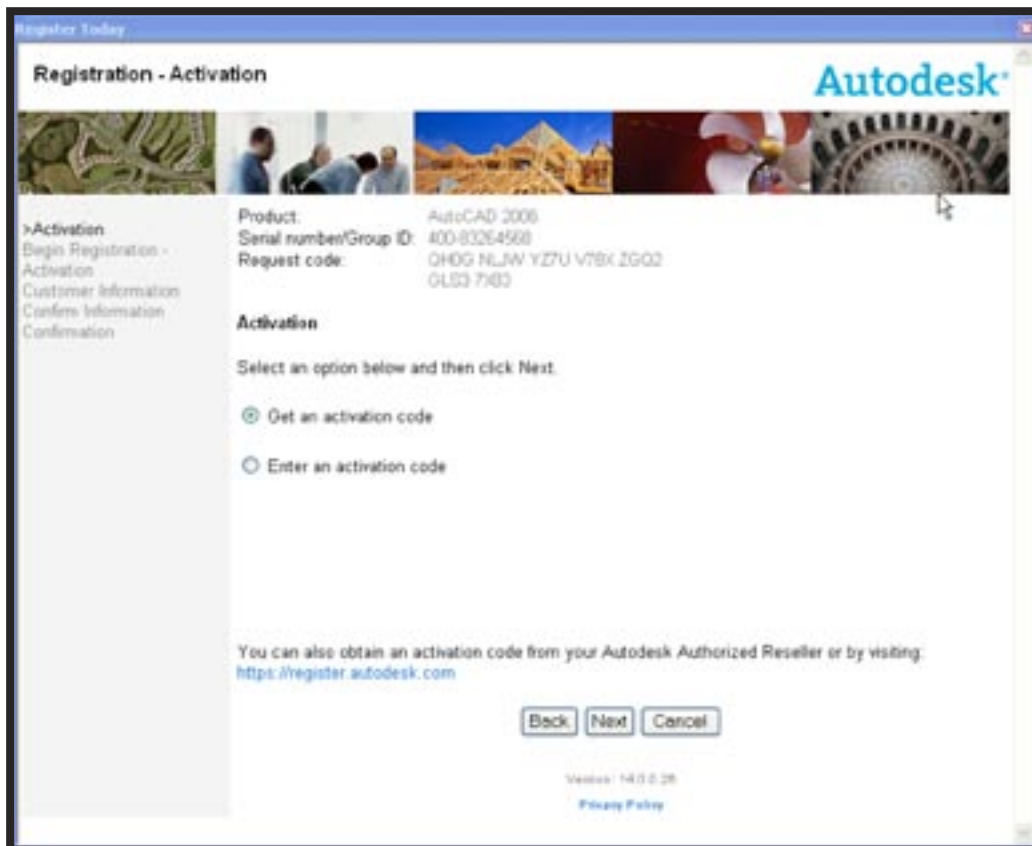 Register Today
Registration - Activation
Autodesk
>Activation
Begin Registration -
Activation
Customer Information
Confirm Information
Confirmation
Product: AutoCAD 2006
Serial number/Group ID: 400-83264568
Request code:
Activation
Select an option below and then click Next.
Get an activation code
Enter an activation code
You can also obtain an activation code from your Autodesk Authorized Reseller or by visiting:
https://register.autodesk.com
Back Next Cancel
Version:
Privacy Policy